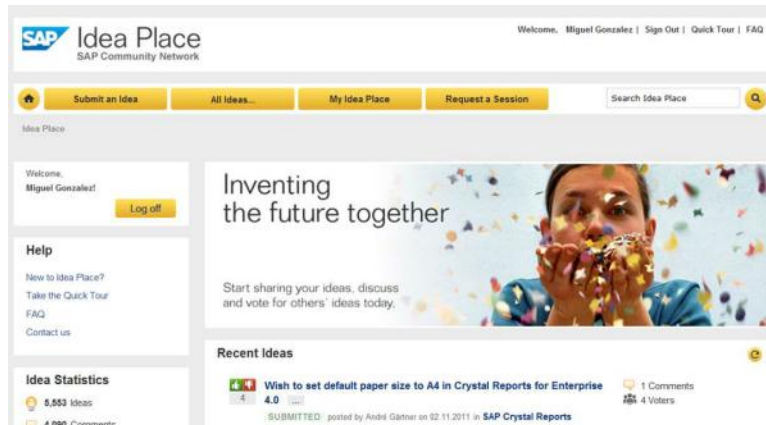 SAP Idea Place
SAP Community Network
Welcome, Miguel Gonzalez | Sign Out | Quick Tour | FAQ
Submit an Idea All Ideas... My Idea Place Request a Session Search Idea Place
Idea Place
Welcome,
Miguel Gonzalez!
Log off
Inventing
the future together
Start sharing your ideas, discuss
and vote for others' ideas today.
Help
New to Idea Place?
Take the Quick Tour
FAQ
Contact us
Recent Ideas
Wish to set default paper size to A4 in Crystal Reports for Enterprise
4.0 ...
4
1 Comments
4 Voters
SUBMITTED posted by André Gärtner on 02.11.2011 in SAP Crystal Reports
Idea Statistics
5,553 Ideas
4,090 Comments